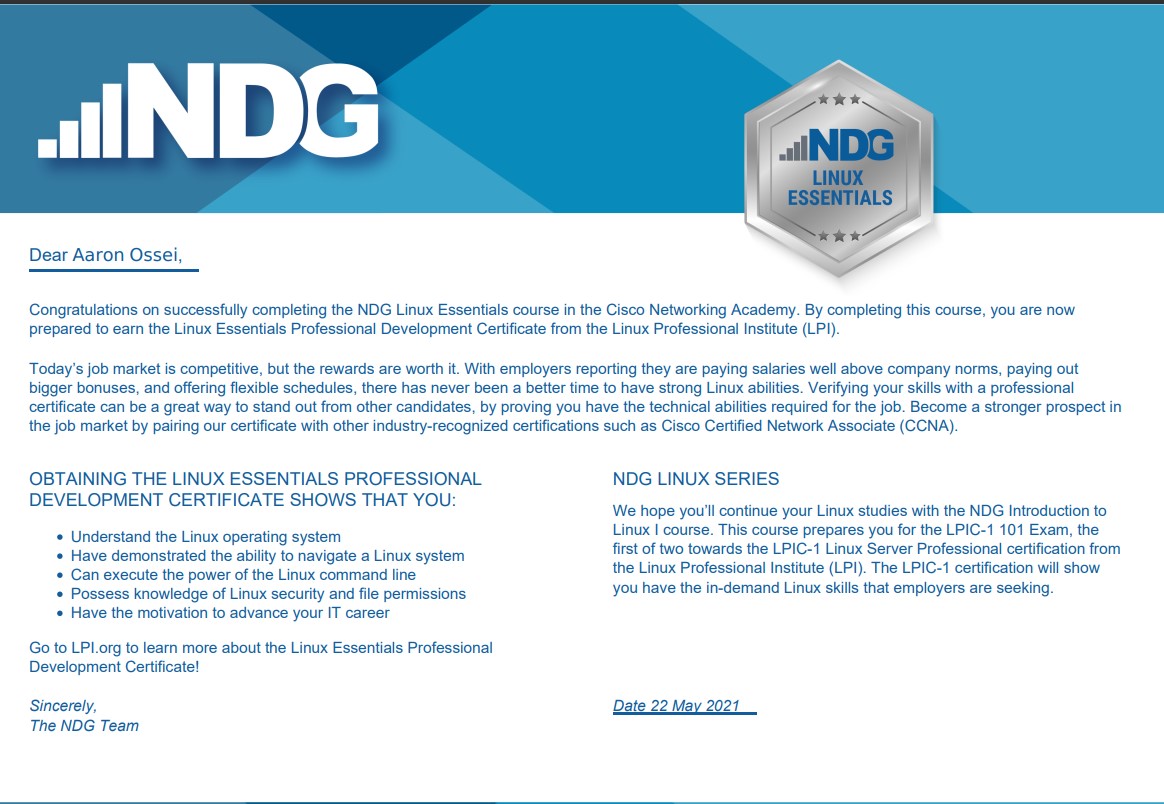 NDG
NDG
LINUX
ESSENTIALS
Dear Aaron Ossei,
Congratulations on successfully completing the NDG Linux Essentials course in the Cisco Networking Academy. By completing this course, you are now
prepared to earn the Linux Essentials Professional Development Certificate from the Linux Professional Institute (LPI).
Today’s job market is competitive, but the rewards are worth it. With employers reporting they are paying salaries well above company norms, paying out
bigger bonuses, and offering flexible schedules, there has never been a better time to have strong Linux abilities. Verifying your skills with a professional
certificate can be a great way to stand out from other candidates, by proving you have the technical abilities required for the job. Become a stronger prospect in
the job market by pairing our certificate with other industry-recognized certifications such as Cisco Certified Network Associate (CCNA).
OBTAINING THE LINUX ESSENTIALS PROFESSIONAL
DEVELOPMENT CERTIFICATE SHOWS THAT YOU:
• Understand the Linux operating system
• Have demonstrated the ability to navigate a Linux system
• Can execute the power of the Linux command line
• Possess knowledge of Linux security and file permissions
• Have the motivation to advance your IT career
Go to LPI.org to learn more about the Linux Essentials Professional
Development Certificate!
Sincerely,
The NDG Team
NDG LINUX SERIES
We hope you’ll continue your Linux studies with the NDG Introduction to
Linux I course. This course prepares you for the LPIC-1 101 Exam, the
first of two towards the LPIC-1 Linux Server Professional certification from
the Linux Professional Institute (LPI). The LPIC-1 certification will show
you have the in-demand Linux skills that employers are seeking.
Date 22 May 2021